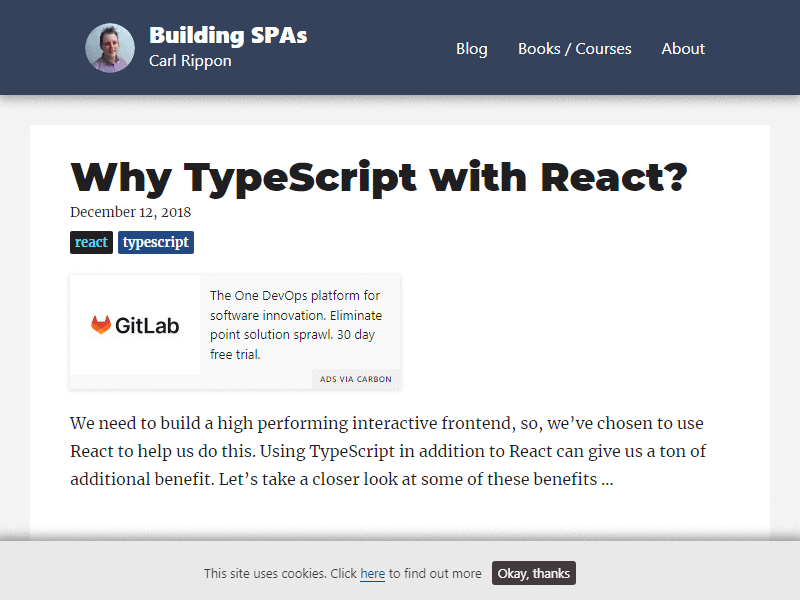 Building SPAs
Carl Rippon
Blog
Books / Courses
About
Why TypeScript with React?
December 12, 2018
react
typescript
GitLab
The One DevOps platform for
software innovation. Eliminate
point solution sprawl. 30 day
free trial.
ADS VIA CARBON
We need to build a high performing interactive frontend, so, we’ve chosen to use
React to help us do this. Using TypeScript in addition to React can give us a ton of
additional benefit. Let’s take a closer look at some of these benefits ...
This site uses cookies. Click here to find out more
Okay, thanks